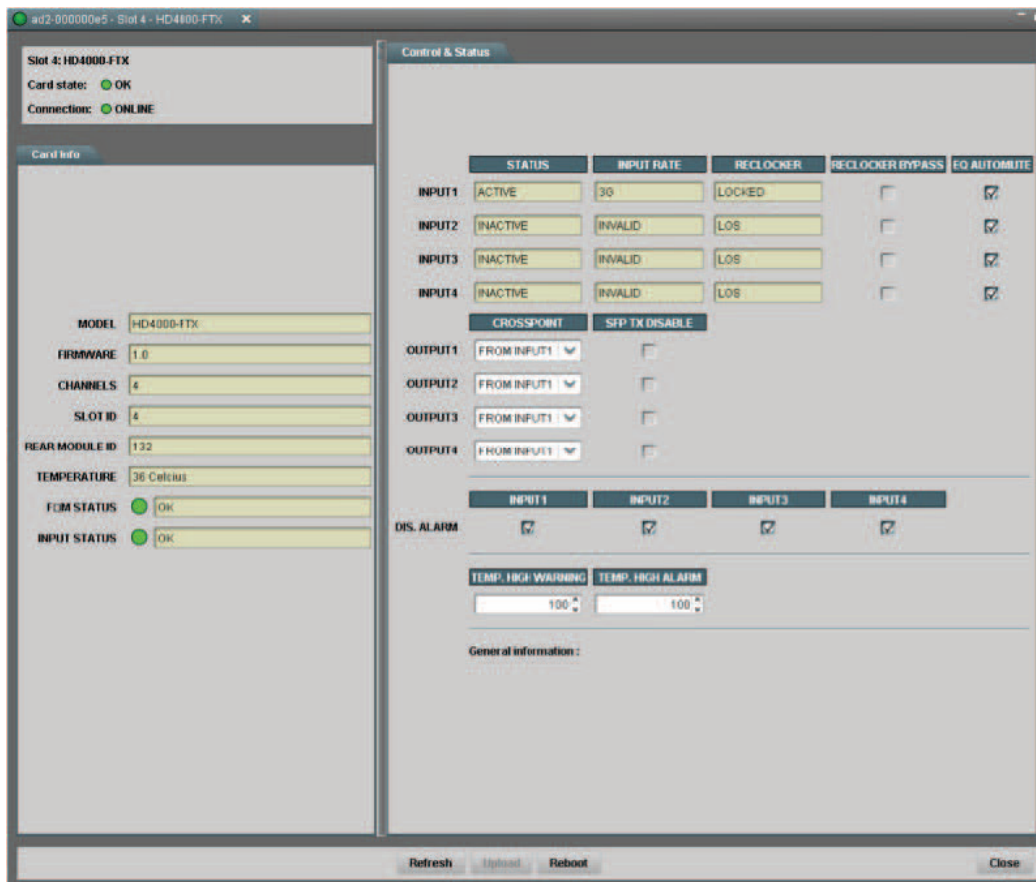 ad2-000000e5 - Slot 4 - HD4000-FTX
Slot 4: HD4000-FTX
Card state: OK
Connection: ONLINE
Card Info
MODEL HD4000-FTX
FIRMWARE 1.0
CHANNELS 4
SLOT ID 4
REAR MODULE ID 132
TEMPERATURE 36 Celcius
FOM STATUS OK
INPUT STATUS OK
Control & Status
STATUS INPUT RATE RECLOCKER RECLOCKER BYPASS EQ AUTOMUTE
INPUT1 ACTIVE 3G LOCKED
INPUT2 INACTIVE INVALID LOS
INPUT3 INACTIVE INVALID LOS
INPUT4 INACTIVE INVALID LOS
CROSSPOINT SFP TX DISABLE
OUTPUT1 FROM INPUT1
OUTPUT2 FROM INPUT1
OUTPUT3 FROM INPUT1
OUTPUT4 FROM INPUT1
INPUT1 INPUT2 INPUT3 INPUT4
DIS. ALARM
TEMP. HIGH WARNING TEMP. HIGH ALARM
100 100
General information :
Refresh Upload Reboot Close